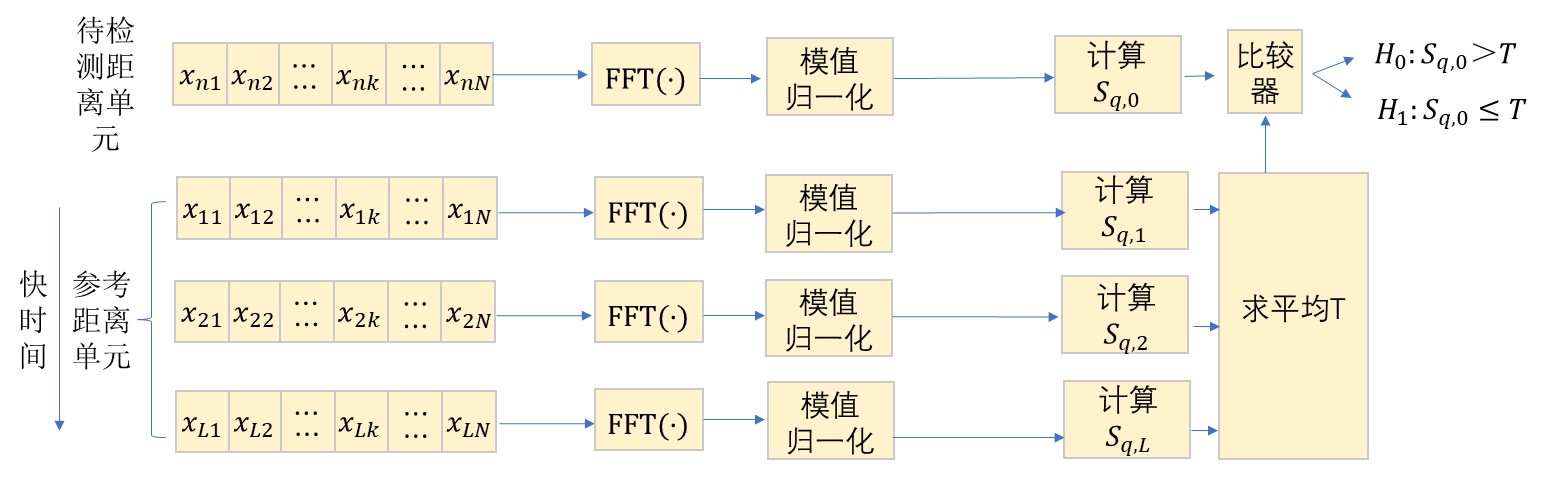 待检
测距
离单
元
x_{n1} x_{n2} …… x_{nk} …… x_{nN}
FFT(·)
模值
归一化
计算
S_{q,0}
比较
器
H_0: S_{q,0}>T
H_1: S_{q,0} ≤ T
快
时
间
参考
距离
单元
x_{11} x_{12} …… x_{1k} …… x_{1N}
FFT(·)
模值
归一化
计算
S_{q,1}
x_{21} x_{22} …… x_{2k} …… x_{2N}
FFT(·)
模值
归一化
计算
S_{q,2}
x_{L1} x_{L2} …… x_{Lk} …… x_{LN}
FFT(·)
模值
归一化
计算
S_{q,L}
求平均T